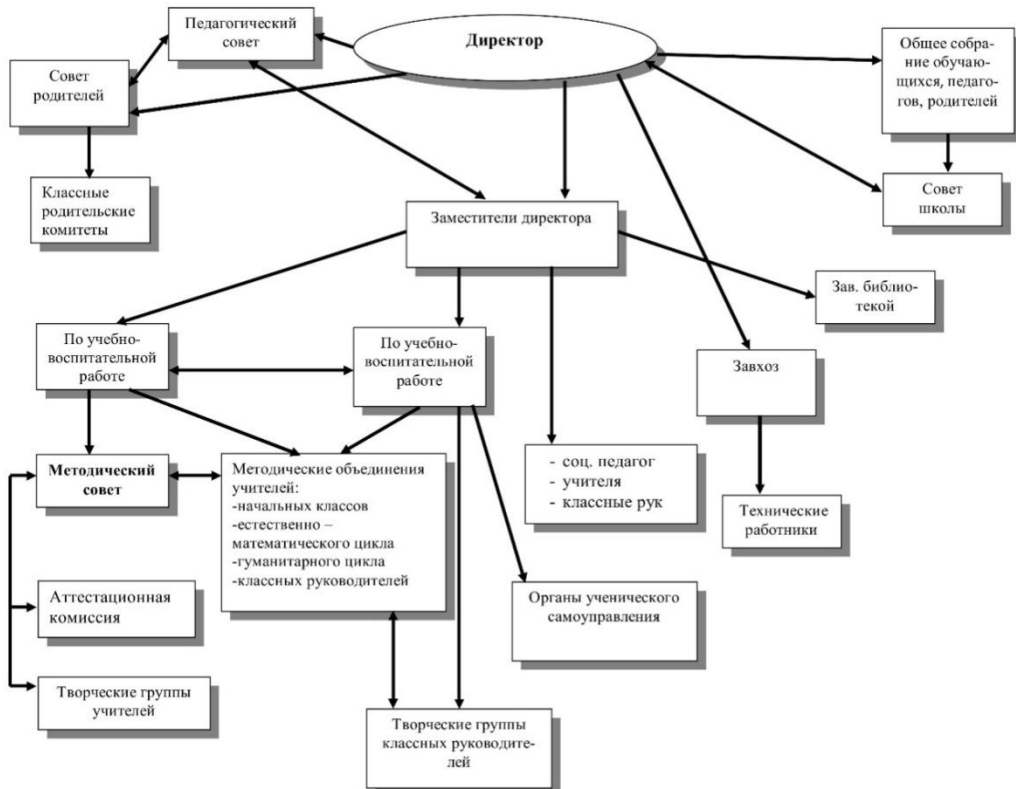 Педагогический
совет
Директор
Общее собра-
ние обучаю-
щихся, педаго-
гов, родителей
Совет
родителей
Классные
родительские
комитеты
Совет
школы
Заместители директора
Зав. библио-
текой
По учебно-
воспитательной
работе
По учебно-
воспитательной
работе
Завхоз
Методический
совет
Методические объединения
учителей:
-начальных классов
-естественно –
математического цикла
-гуманитарного цикла
-классных руководителей
- соц. педагог
- учителя
- классные рук
Технические
работники
Аттестационная
комиссия
Органы ученического
самоуправления
Творческие группы
учителей
Творческие группы
классных руководите-
лей